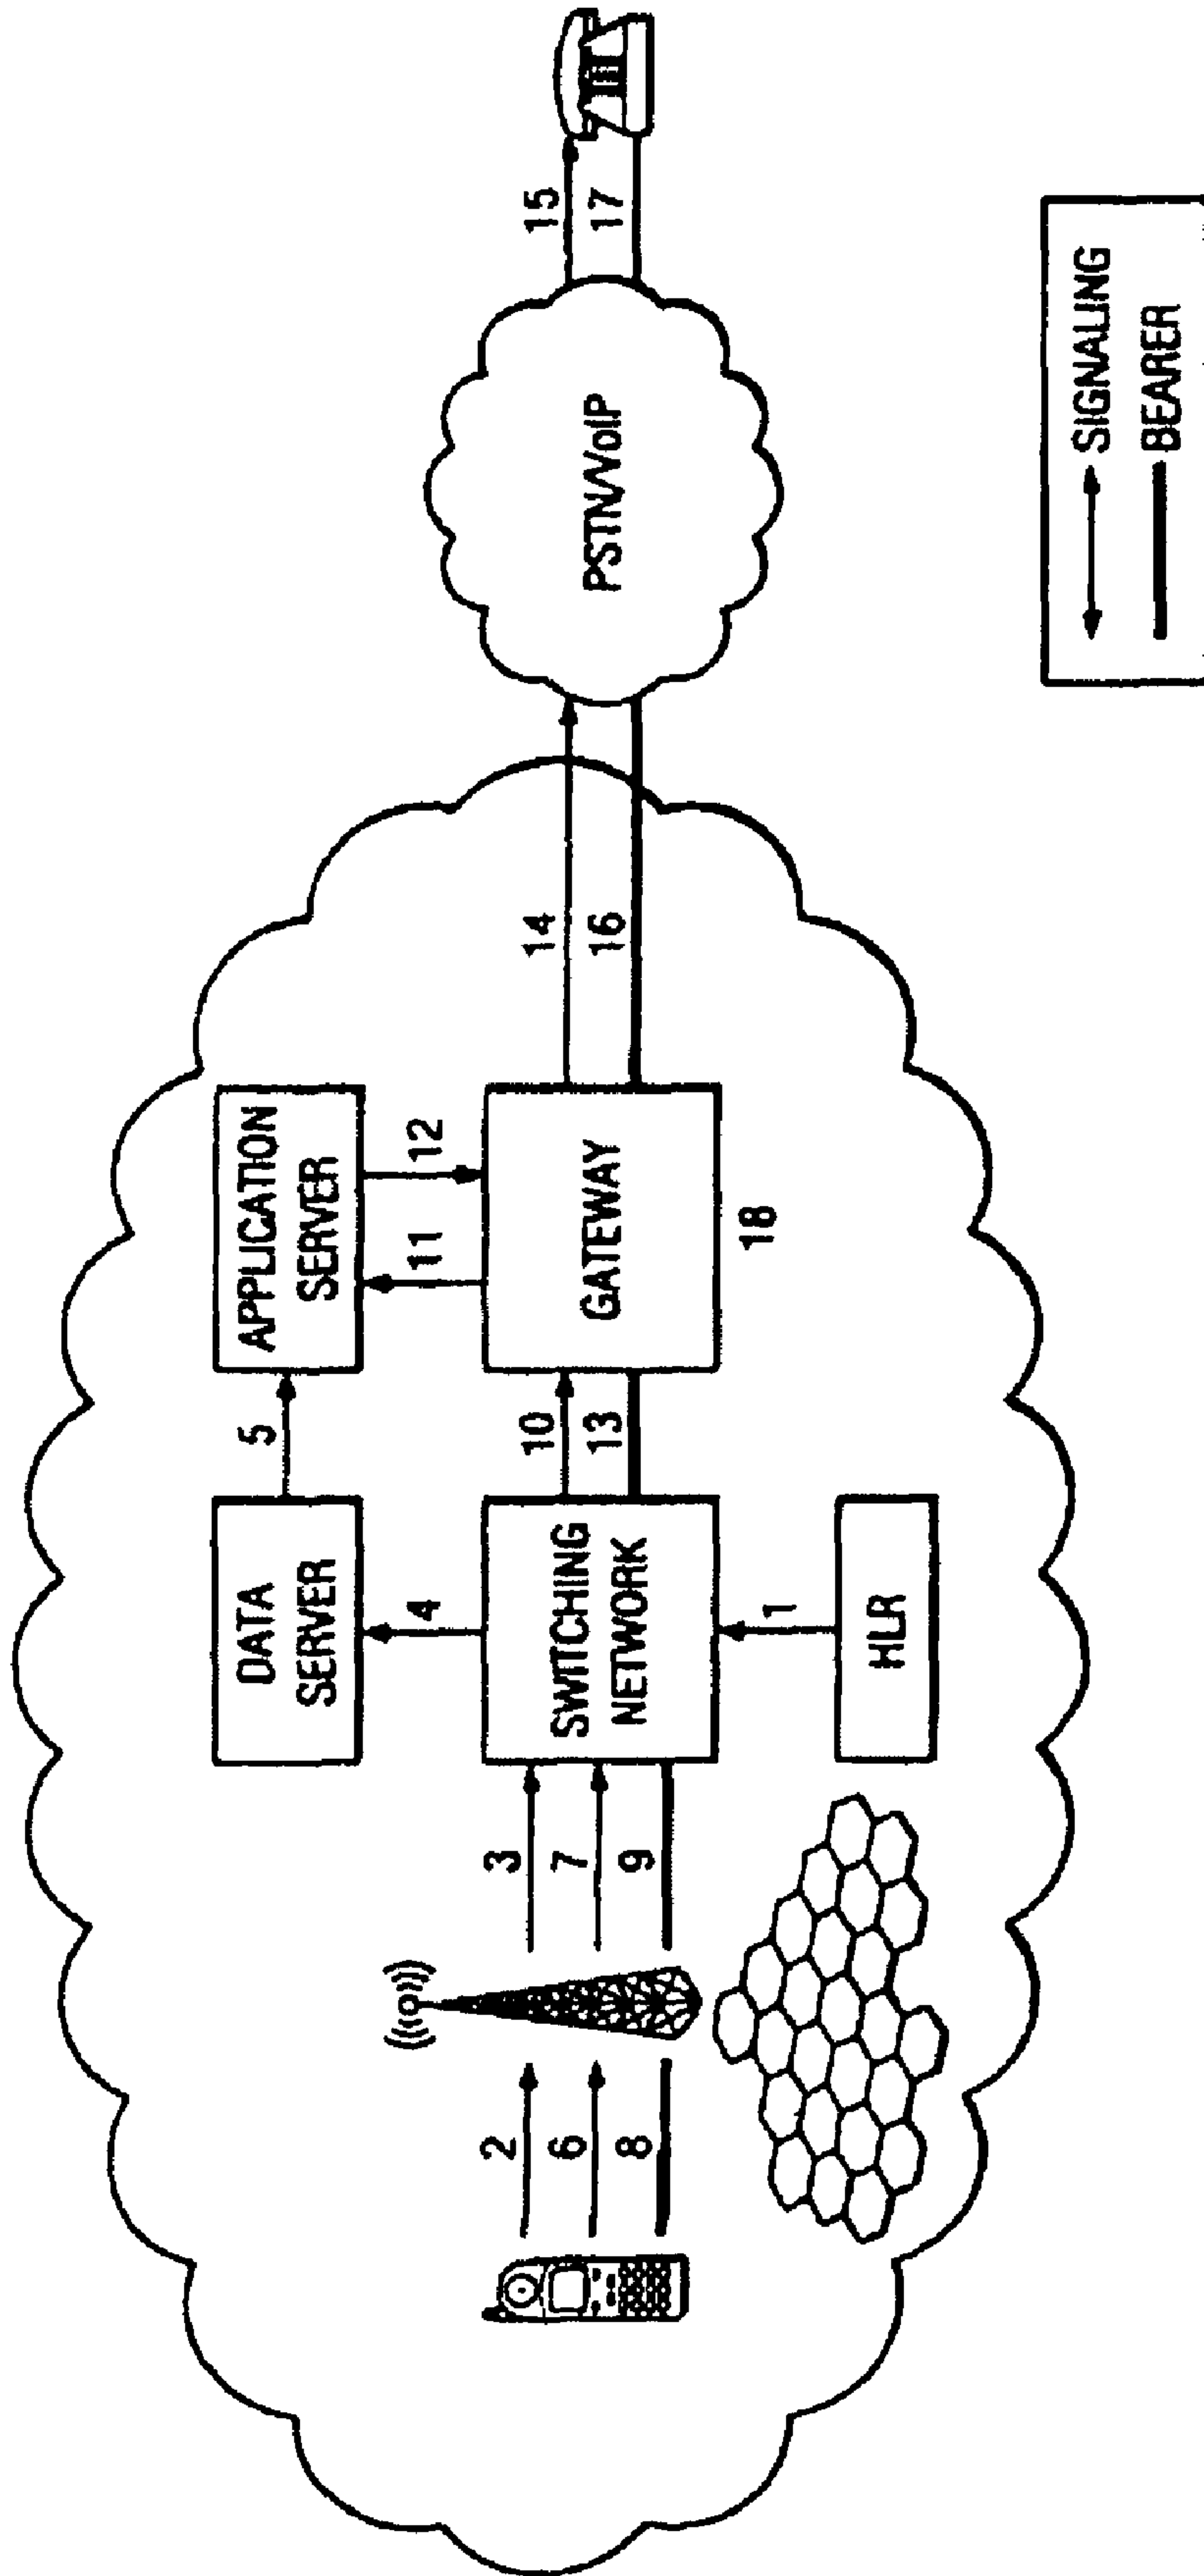 DATA
SERVER
5
APPLICATION
SERVER
4
11
12
2
3
6
7
8
9
SWITCHING
NETWORK
10
13
GATEWAY
18
14
16
PSTN/VoIP
15
17
1
HLR
SIGNALING
BEARER